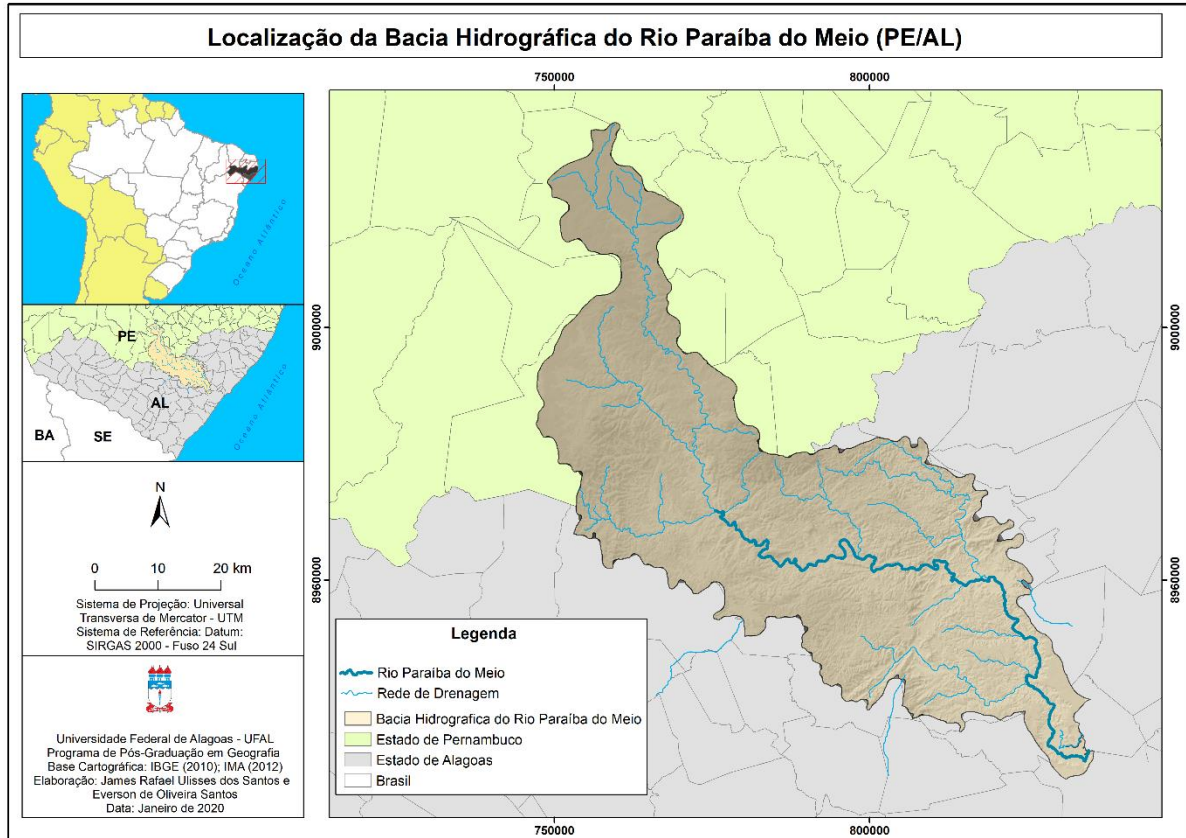 Localização da Bacia Hidrográfica do Rio Paraíba do Meio (PE/AL)
Oceano Atlântico
PE
AL
BA
SE
Oceano Atlântico
N
0 10 20 km
Sistema de Projeção: Universal
Transversa de Mercator - UTM
Sistema de Referência: Datum:
SIRGAS 2000 - Fuso 24 Sul
Universidade Federal de Alagoas - UFAL
Programa de Pós-Graduação em Geografia
Base Cartográfica: IBGE (2010); IMA (2012)
Elaboração: James Rafael Ulisses dos Santos e
Everson de Oliveira Santos
Data: Janeiro de 2020
750000 800000
9000000 9000000
8960000 8960000
Legenda
Rio Paraíba do Meio
Rede de Drenagem
Bacia Hidrografica do Rio Paraíba do Meio
Estado de Pernambuco
Estado de Alagoas
Brasil
750000 800000